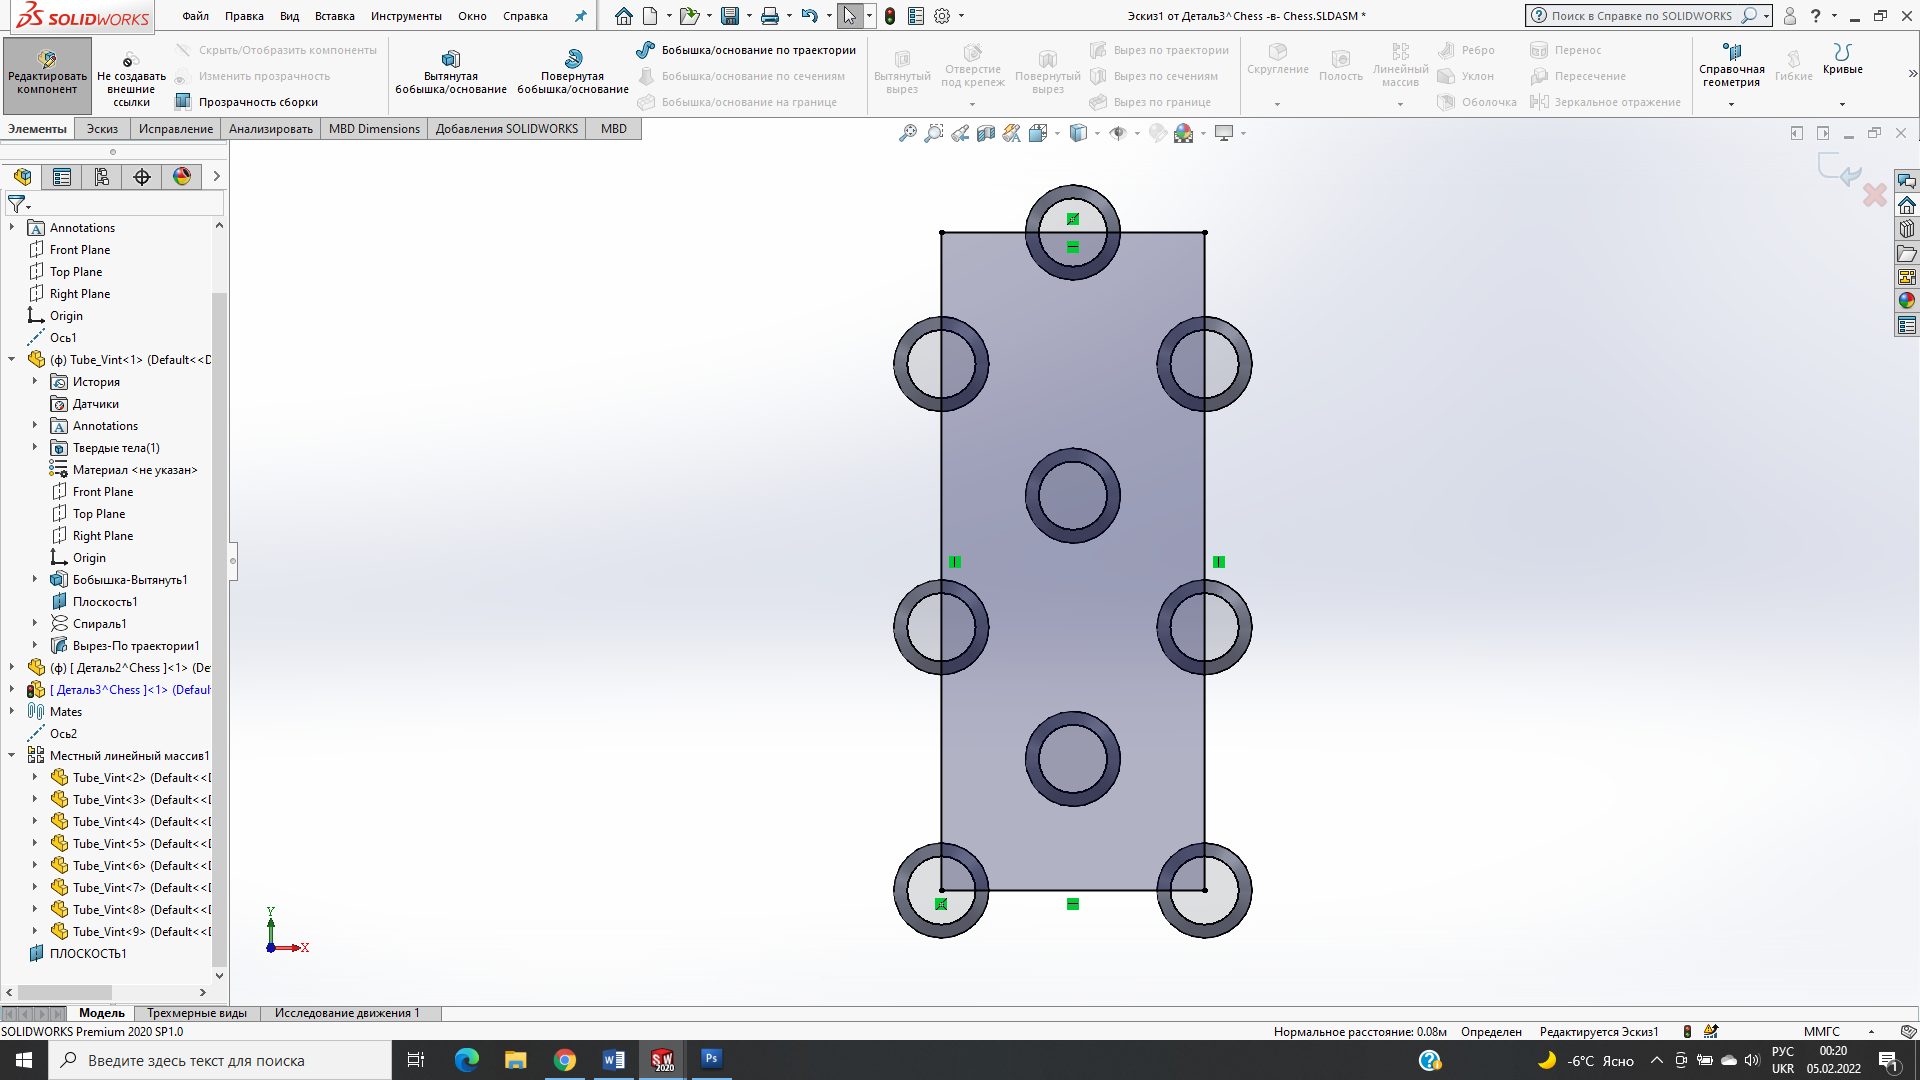 SOLIDWORKS
Файл Правка Вид Вставка Инструменты Окно Справка
Эскиз1 от Деталь3^Chess -в- Chess.SLDASM *
Поиск в Справке по SOLIDWORKS
Редактировать компонент
Не создавать внешние ссылки
Скрыть/Отобразить компоненты
Изменить прозрачность
Прозрачность сборки
Вытянутая бобышка/основание
Повернутая бобышка/основание
Бобышка/основание по траектории
Бобышка/основание по сечениям
Бобышка/основание на границе
Вытянутый вырез
Отверстие под крепеж
Повернутый вырез
Вырез по траектории
Вырез по сечениям
Вырез по границе
Скругление
Полость
Линейный массив
Ребро
Уклон
Оболочка
Перенос
Пересечение
Зеркальное отражение
Справочная геометрия
Гибкие
Кривые
Элементы Эскиз Исправление Анализировать MBD Dimensions Добавления SOLIDWORKS MBD
Annotations
Front Plane
Top Plane
Right Plane
Origin
Ось1
(ф) Tube_Vint<1> (Default<<D
История
Датчики
Annotations
Твердые тела(1)
Материал <не указан>
Front Plane
Top Plane
Right Plane
Origin
Бобышка-Вытянуть1
Плоскость1
Спираль1
Вырез-По траектории1
(ф) [ Деталь2^Chess ]<1> (De
[ Деталь3^Chess ]<1> (Defaul
Mates
Ось2
Местный линейный массив1
Tube_Vint<2> (Default<<D
Tube_Vint<3> (Default<<D
Tube_Vint<4> (Default<<D
Tube_Vint<5> (Default<<D
Tube_Vint<6> (Default<<D
Tube_Vint<7> (Default<<D
Tube_Vint<8> (Default<<D
Tube_Vint<9> (Default<<D
ПЛОСКОСТЬ1
Y
X
Модель Трехмерные виды Исследование движения 1
SOLIDWORKS Premium 2020 SP1.0
Нормальное расстояние: 0.08м Определен Редактируется Эскиз1 ММГС
Введите здесь текст для поиска
-6°C Ясно
РУС
UKR
00:20
05.02.2022